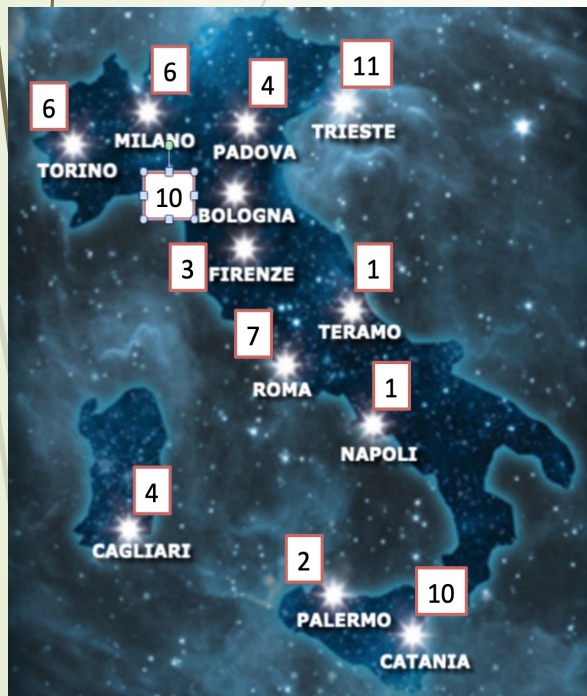 11
6
4
6
TRIESTE
MILANO
PADOVA
TORINO
10
BOLOGNA
3
FIRENZE
1
TERAMO
7
ROMA
1
NAPOLI
4
CAGLIARI
2
PALERMO
10
CATANIA